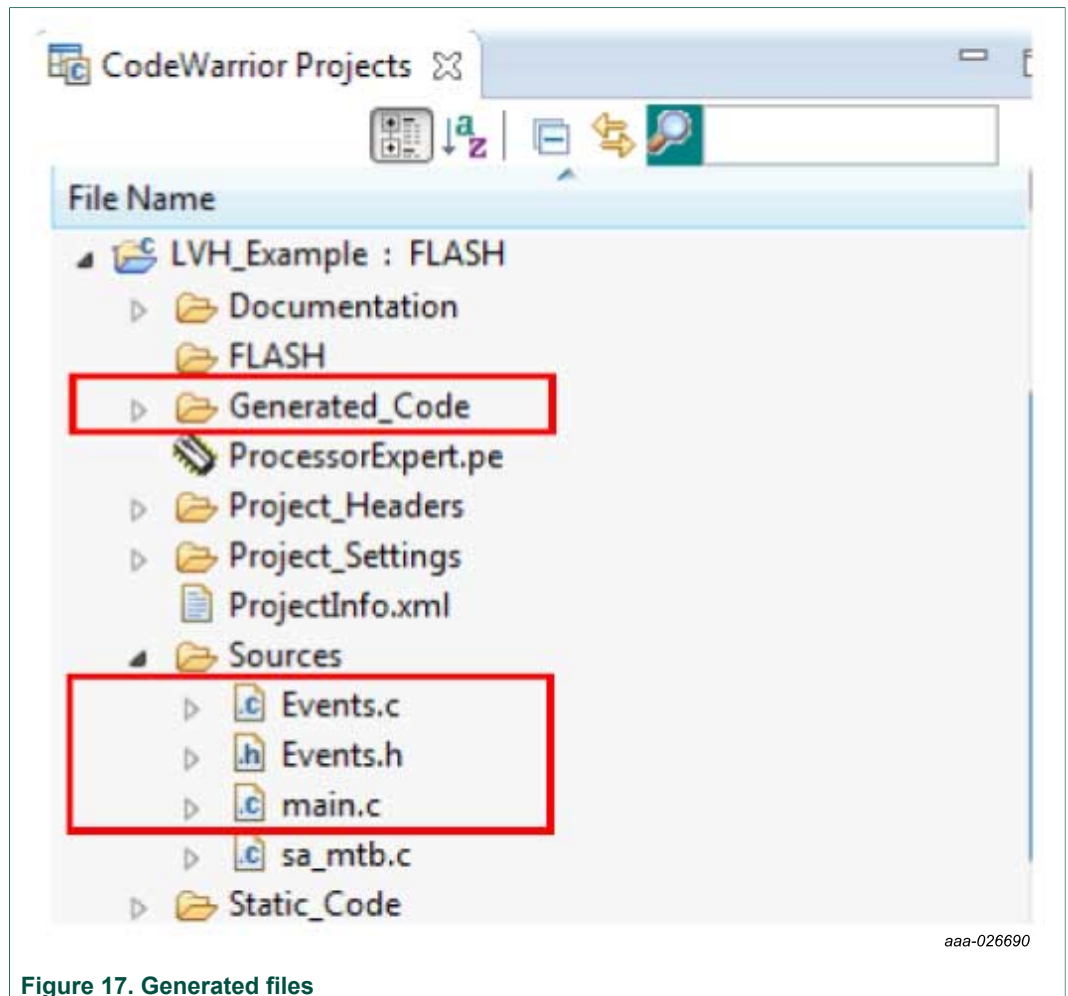 CodeWarrior Projects
File Name
LVH_Example : FLASH
Documentation
FLASH
Generated_Code
ProcessorExpert.pe
Project_Headers
Project_Settings
ProjectInfo.xml
Sources
.c Events.c
.h Events.h
.c main.c
.c sa_mtb.c
Static_Code
aaa-026690
Figure 17. Generated files